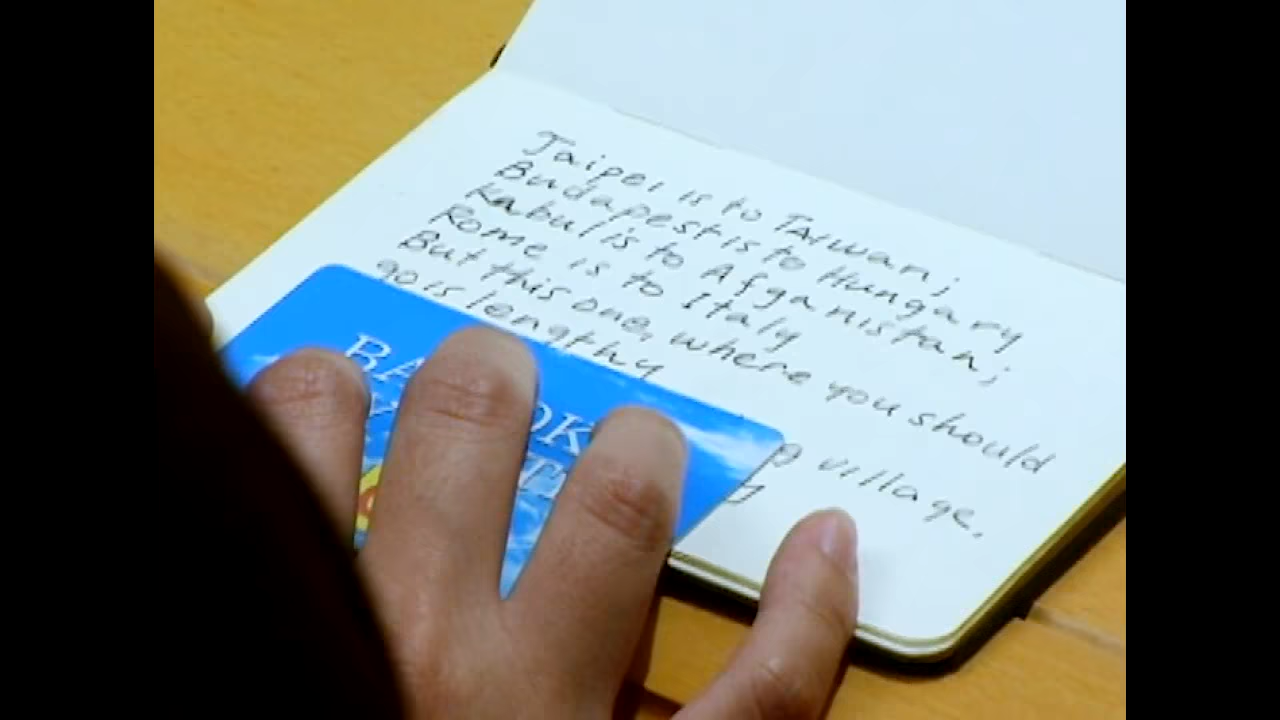 Taipei is to Taiwan;
Budapest is to Hungary
Kabul is to Afganistan;
Rome is to Italy
But this one, where you should
go is lengthy
village,